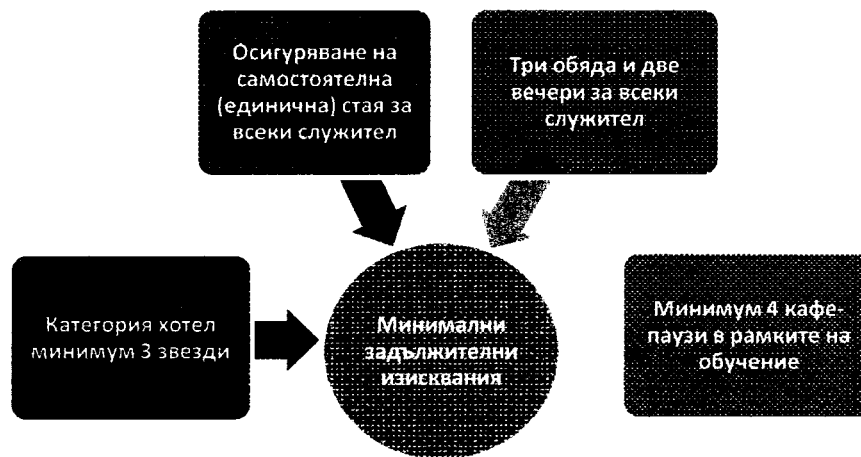 Осигуряване на
самостоятелна
(единична) стая за
всеки служител
Три обяда и две
вечери за всеки
служител
Категория хотел
минимум 3 звезди
Минимални
задължителни
изисквания
Минимум 4 кафе-
паузи в рамките на
обучение